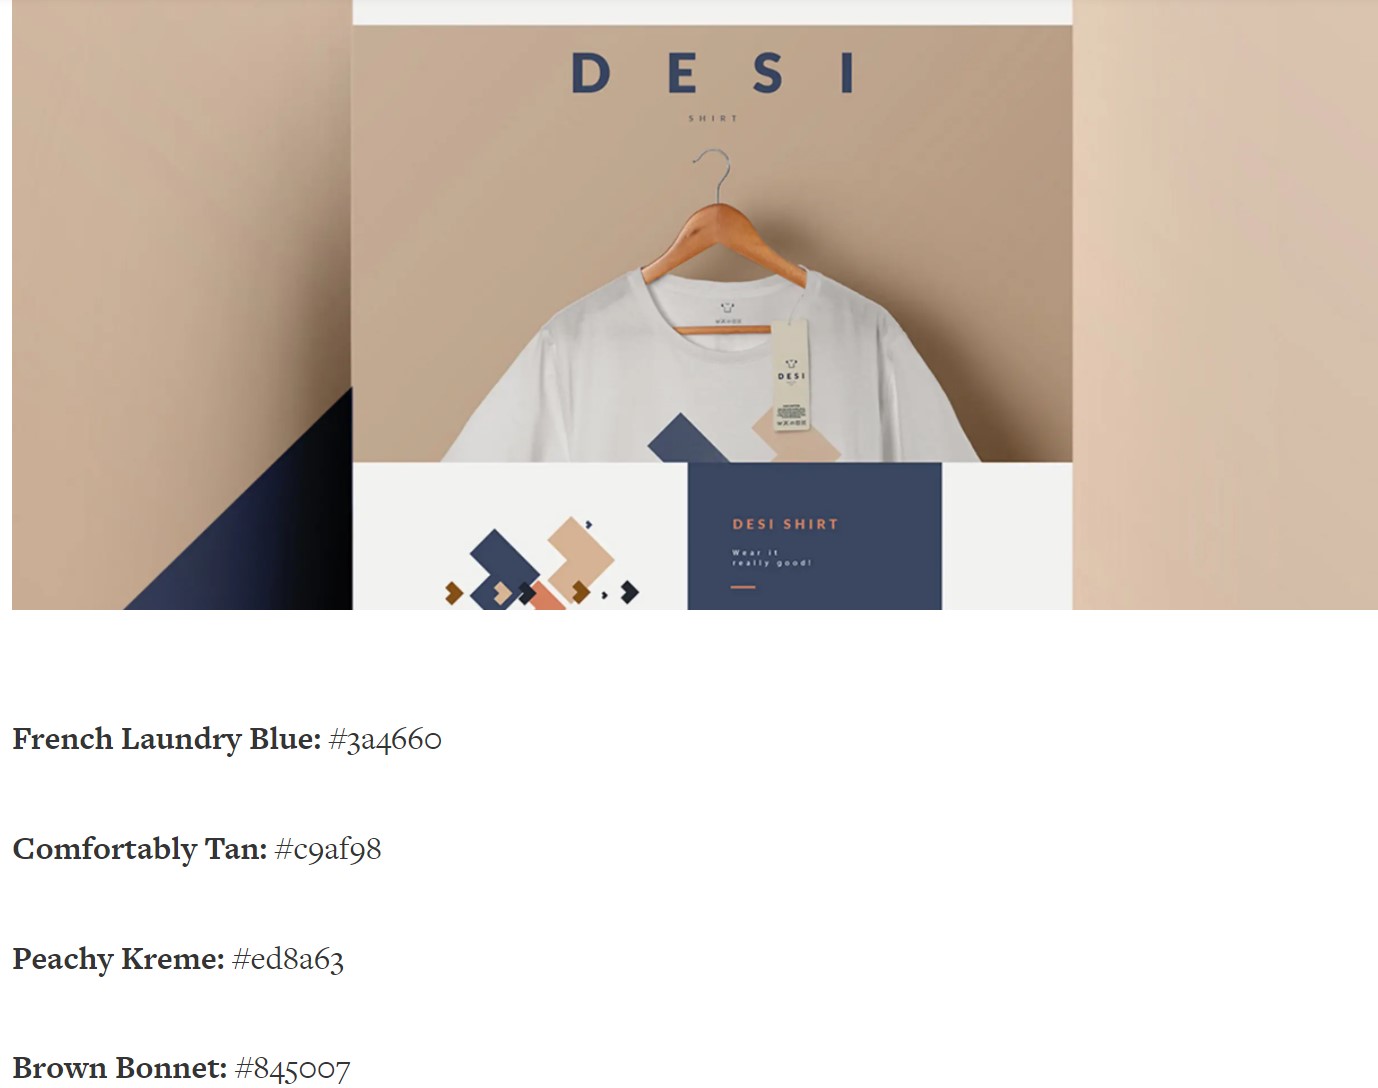 DESI
SHIRT
DESI
DESI SHIRT
Wear it
really good!
French Laundry Blue: #3a4660
Comfortably Tan: #c9af98
Peachy Kreme: #ed8a63
Brown Bonnet: #845007